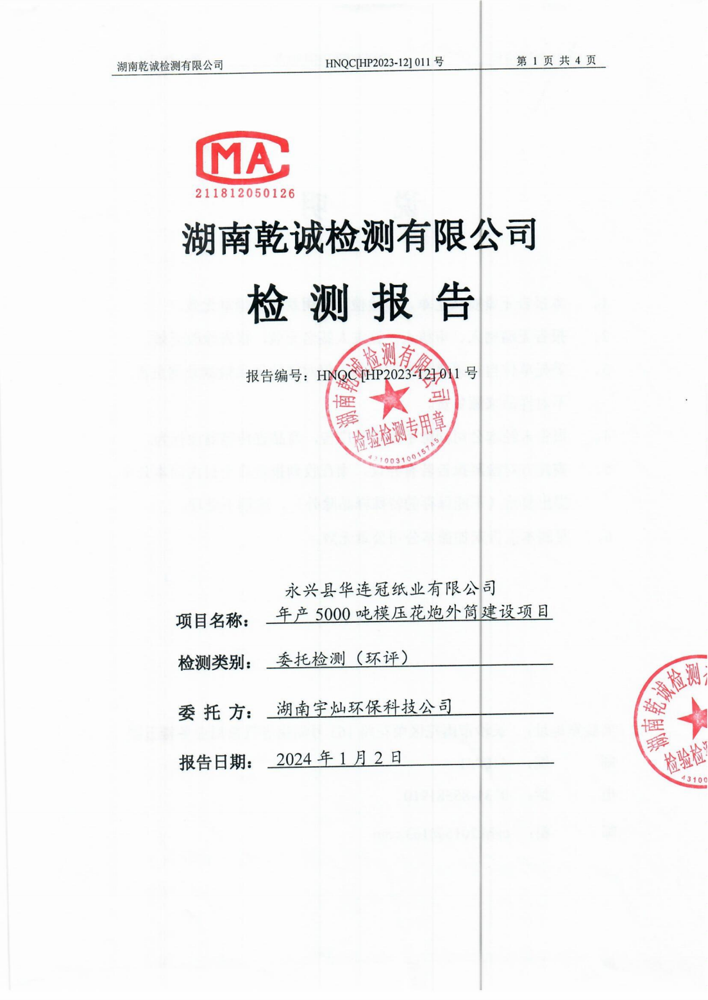 湖南乾诚检测有限公司 HNQC[HP2023-12] 011 号 第 1 页 共 4 页
CMA
211812050126
湖南乾诚检测有限公司
检测报告
报告编号：HNQC [HP2023-12] 011 号
湖南乾诚检测有限公司
检验检测专用章
43100310015745
永兴县华连冠纸业有限公司
项目名称： 年产 5000 吨模压花炮外筒建设项目
检测类别： 委托检测（环评）
委 托 方： 湖南宇灿环保科技公司
报告日期： 2024 年 1 月 2 日
湖南乾诚检测
检验检
43100